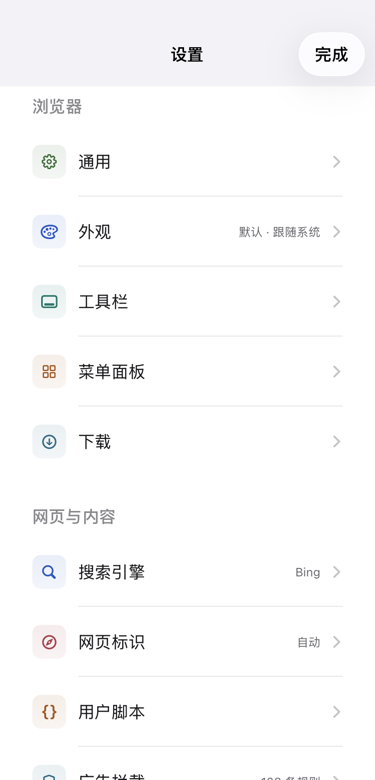 设置
完成
浏览器
通用
外观 默认 · 跟随系统
工具栏
菜单面板
下载
网页与内容
搜索引擎 Bing
网页标识 自动
用户脚本